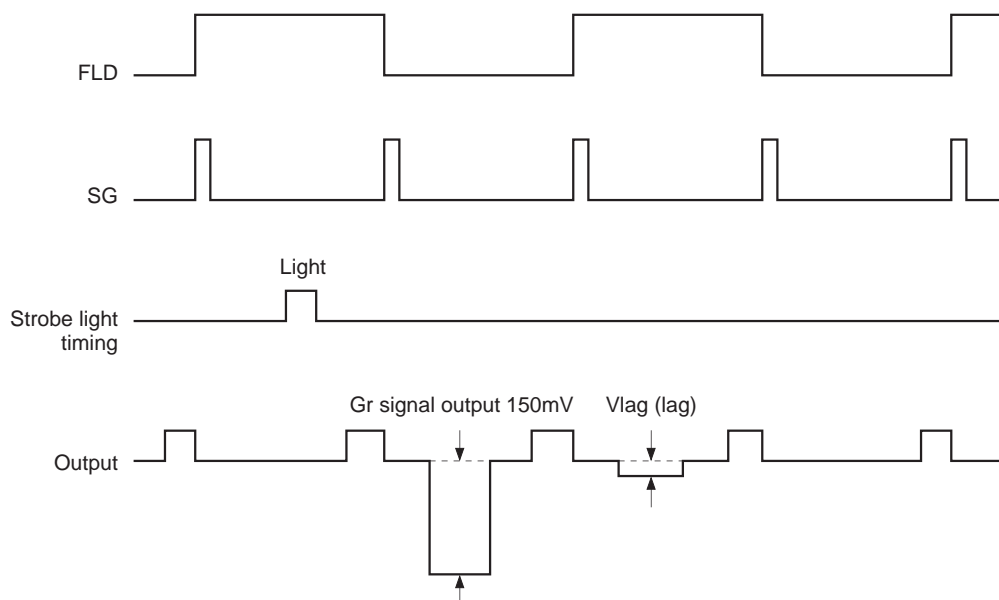 FLD
SG
Light
Strobe light
timing
Gr signal output 150mV Vlag (lag)
Output